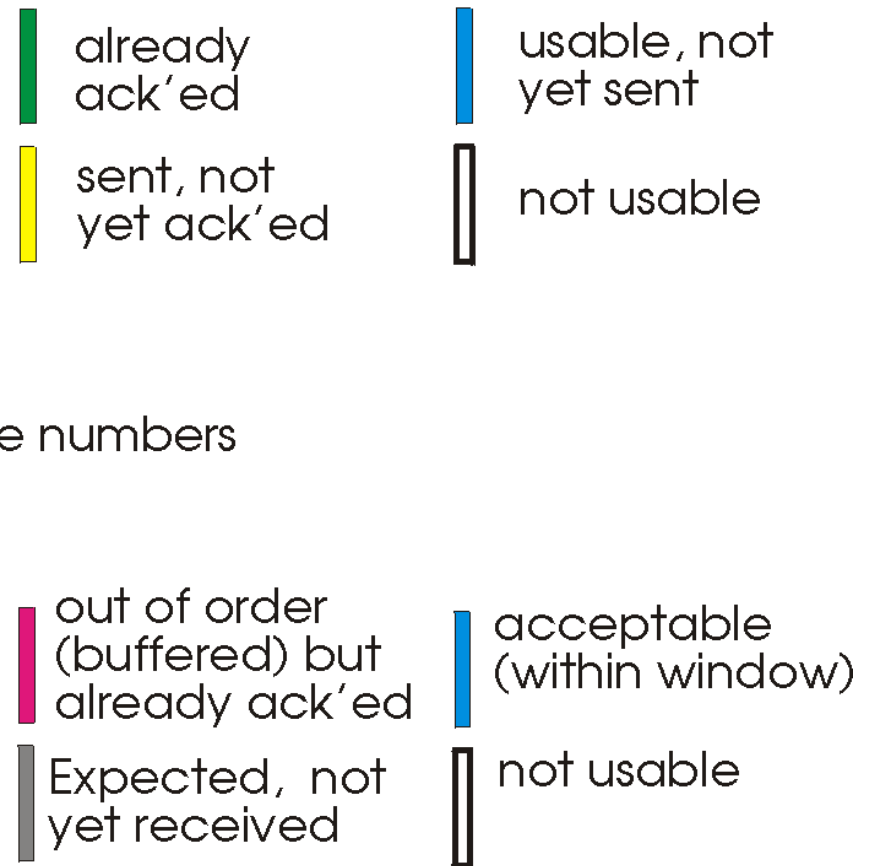 already
ack'ed
usable, not
yet sent
sent, not
yet ack'ed
not usable
e numbers
out of order
(buffered) but
already ack'ed
acceptable
(within window)
Expected, not
yet received
not usable